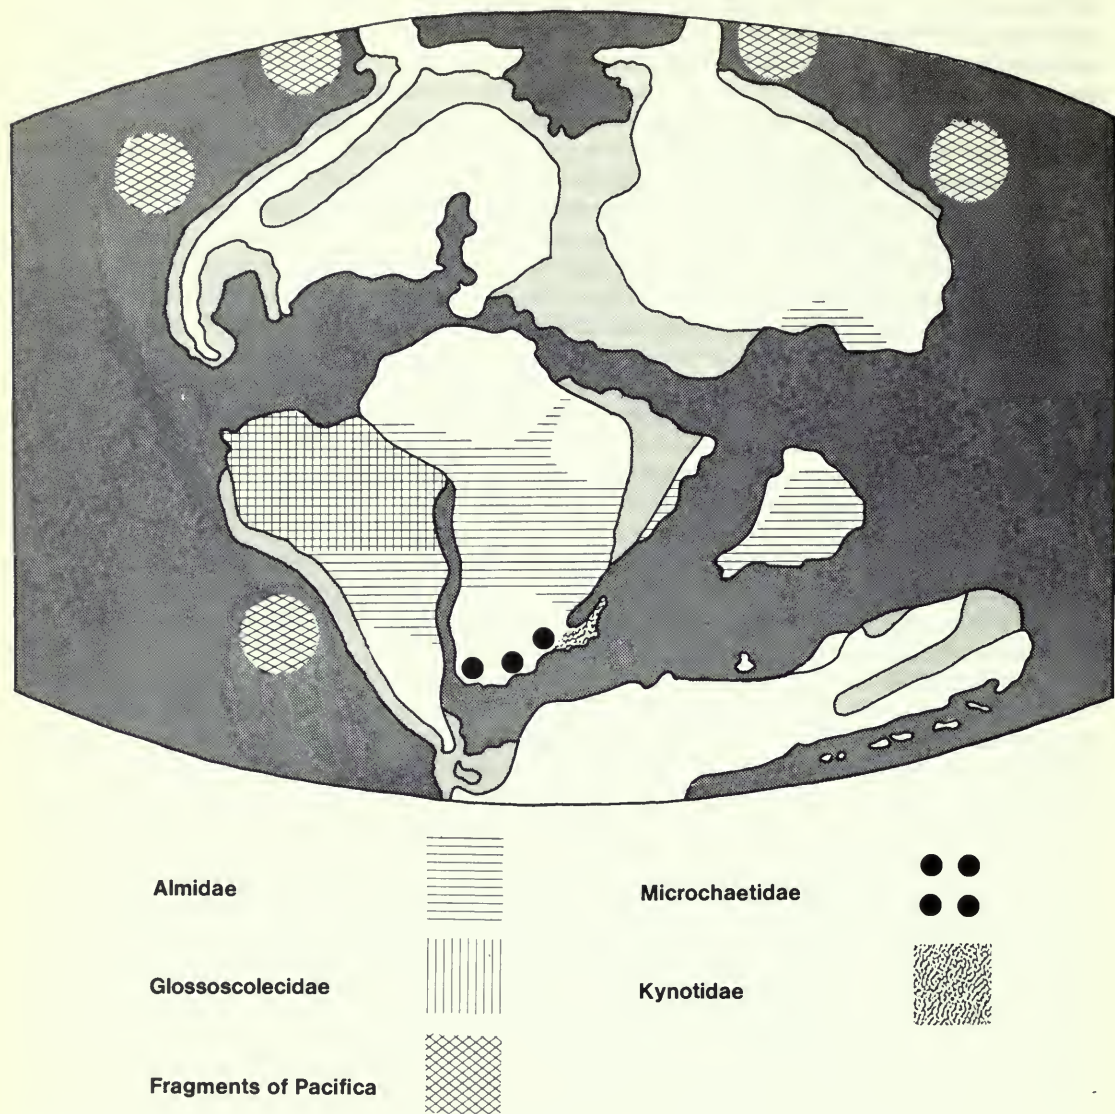 Almidae
Glossoscolecidae
Fragments of Pacifica
Microchaetidae
Kynotidae